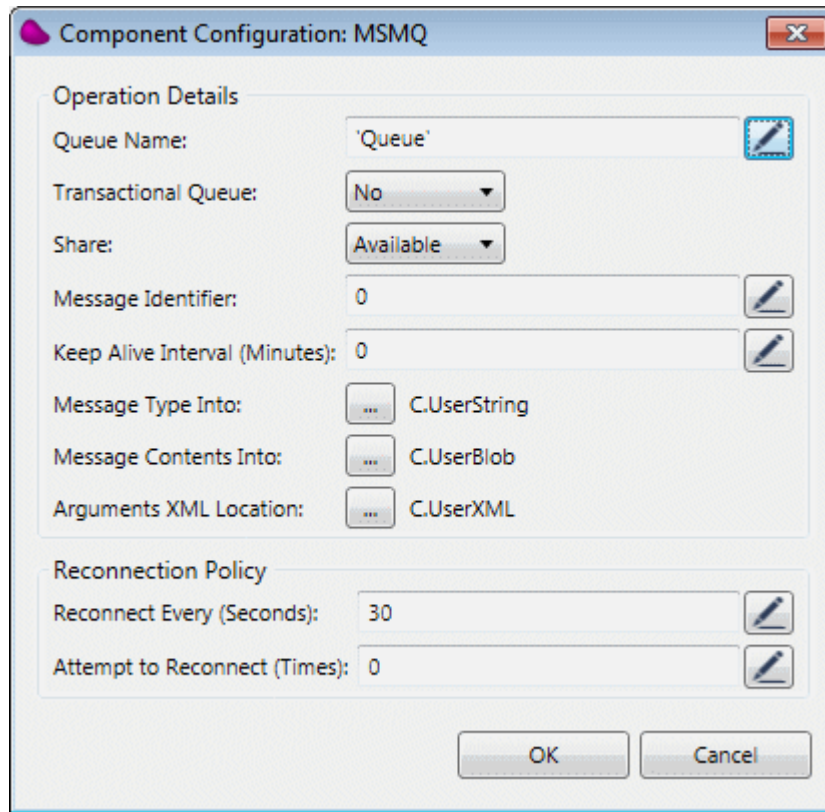 Component Configuration: MSMQ
Operation Details
Queue Name: 'Queue'
Transactional Queue: No
Share: Available
Message Identifier: 0
Keep Alive Interval (Minutes): 0
Message Type Into: ... C.UserString
Message Contents Into: ... C.UserBlob
Arguments XML Location: ... C.UserXML
Reconnection Policy
Reconnect Every (Seconds): 30
Attempt to Reconnect (Times): 0
OK Cancel